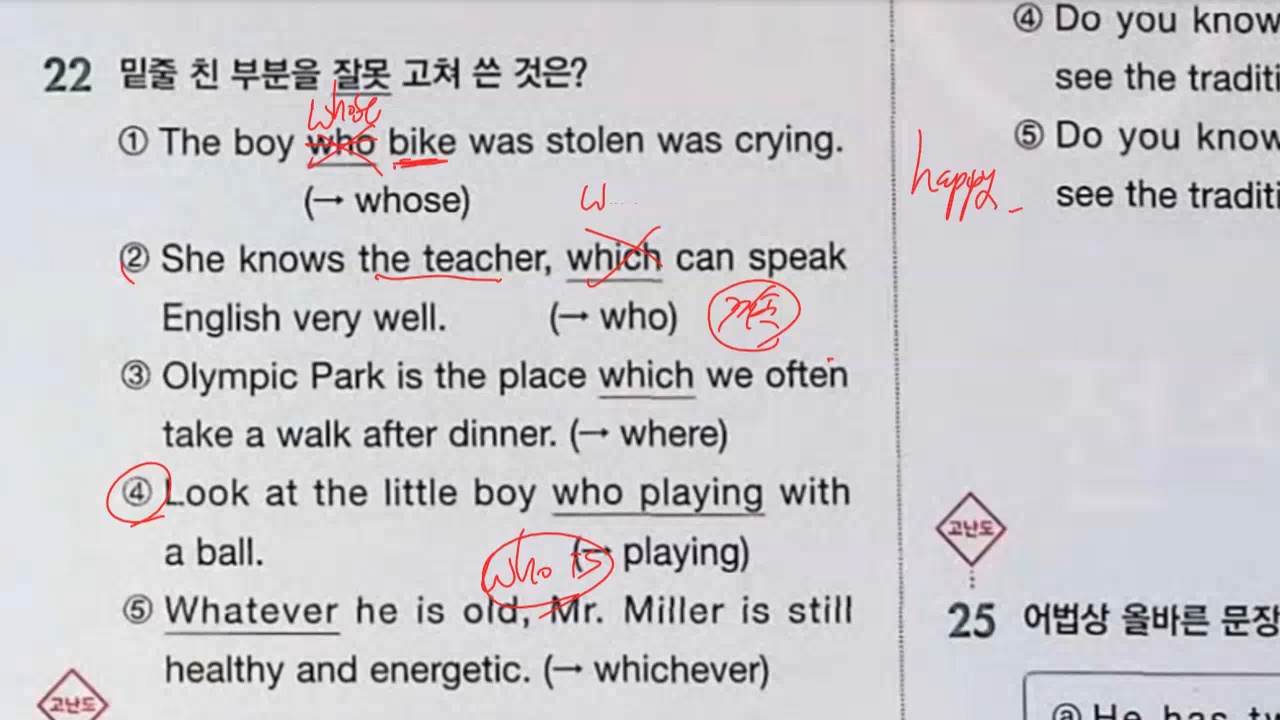 22 밑줄 친 부분을 잘못 고쳐 쓴 것은?
whose
① The boy who bike was stolen was crying.
(→ whose)
w
② She knows the teacher, which can speak
English very well. (→ who)
③ Olympic Park is the place which we often
take a walk after dinner. (→ where)
④ Look at the little boy who playing with
a ball. (→ playing)
who is
⑤ Whatever he is old, Mr. Miller is still
healthy and energetic. (→ whichever)
고난도
④ Do you know
see the traditi
⑤ Do you know
see the traditi
happy
고난도
25 어법상 올바른 문장
ⓐ He has tw